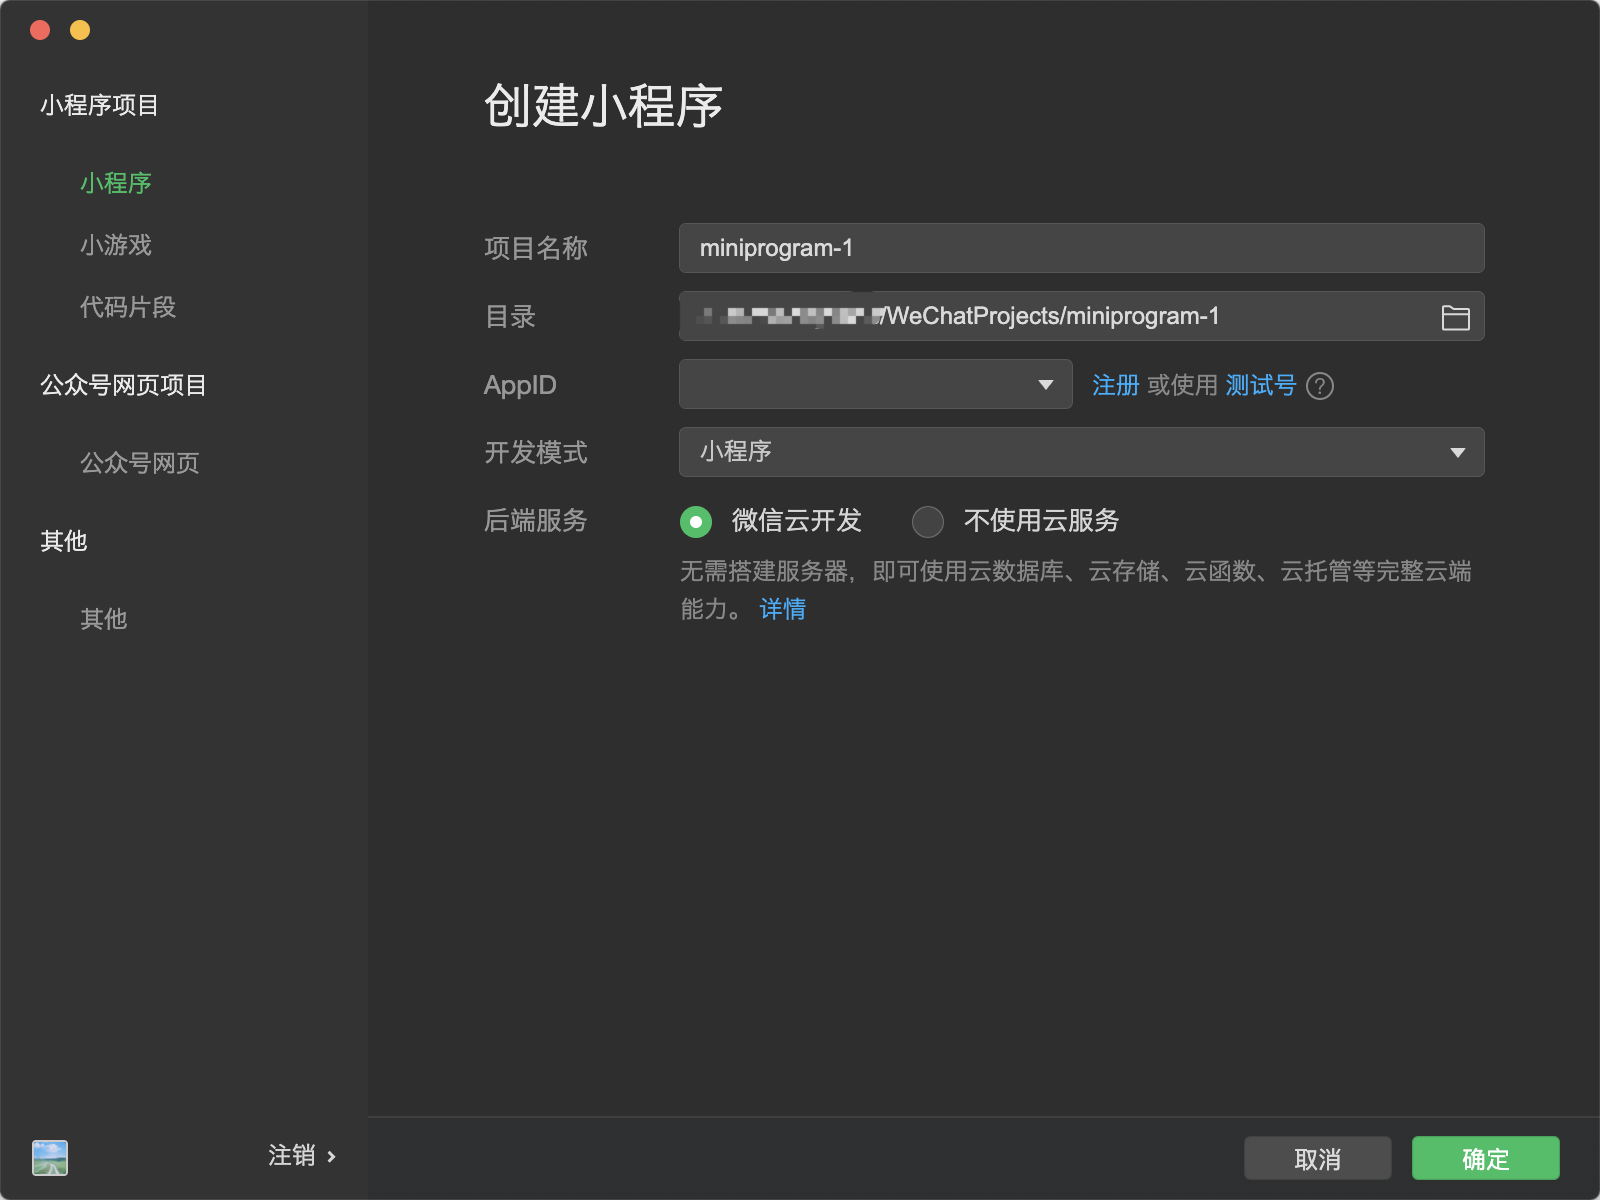 小程序项目
小程序
小游戏
代码片段
公众号网页项目
公众号网页
其他
其他
注销
创建小程序
项目名称 miniprogram-1
目录 /WeChatProjects/miniprogram-1
AppID 注册 或使用 测试号 ?
开发模式 小程序
后端服务 微信云开发 不使用云服务
无需搭建服务器，即可使用云数据库、云存储、云函数、云托管等完整云端
能力。 详情
取消 确定